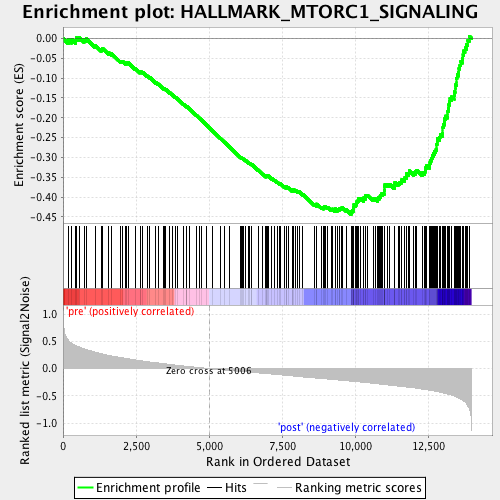 Enrichment plot: HALLMARK_MTORC1_SIGNALING
Enrichment score (ES)
0.00
-0.05
-0.10
-0.15
-0.20
-0.25
-0.30
-0.35
-0.40
-0.45
Ranked list metric (Signal2Noise)
1.0
0.5
0.0
-0.5
-1.0
'pre' (positively correlated)
Zero cross at 5006
'post' (negatively correlated)
0
2,500
5,000
7,500
10,000
12,500
Rank in Ordered Dataset
Enrichment profile
Hits
Ranking metric scores